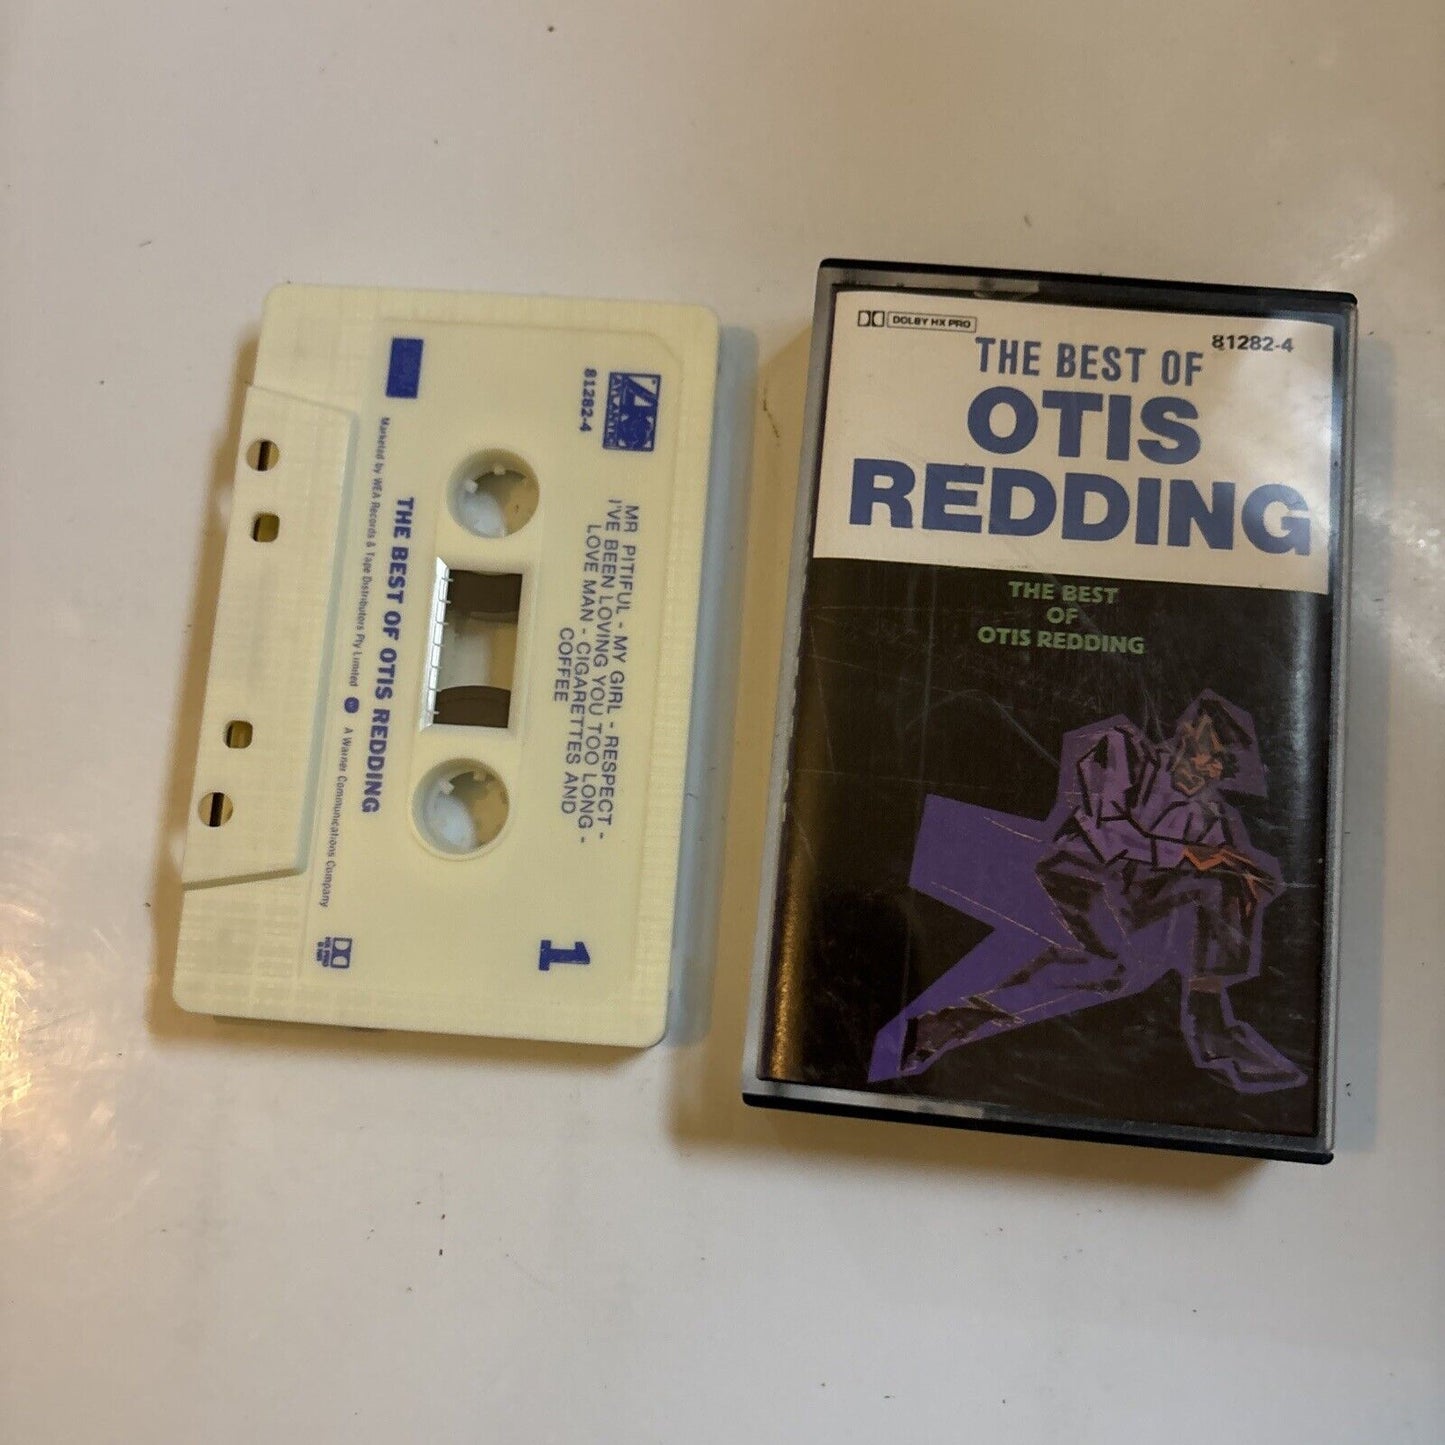 ATLANTIC
81282-4
MR PITIFUL - MY GIRL - RESPECT -
I'VE BEEN LOVING YOU TOO LONG -
LOVE MAN - CIGARETTES AND
COFFEE
1
THE BEST OF OTIS REDDING
Marketed by WEA Records & Tape Distributors Pty Limited A Warner Communications Company
DOLBY HX PRO
81282-4
THE BEST OF
OTIS
REDDING
THE BEST
OF
OTIS REDDING